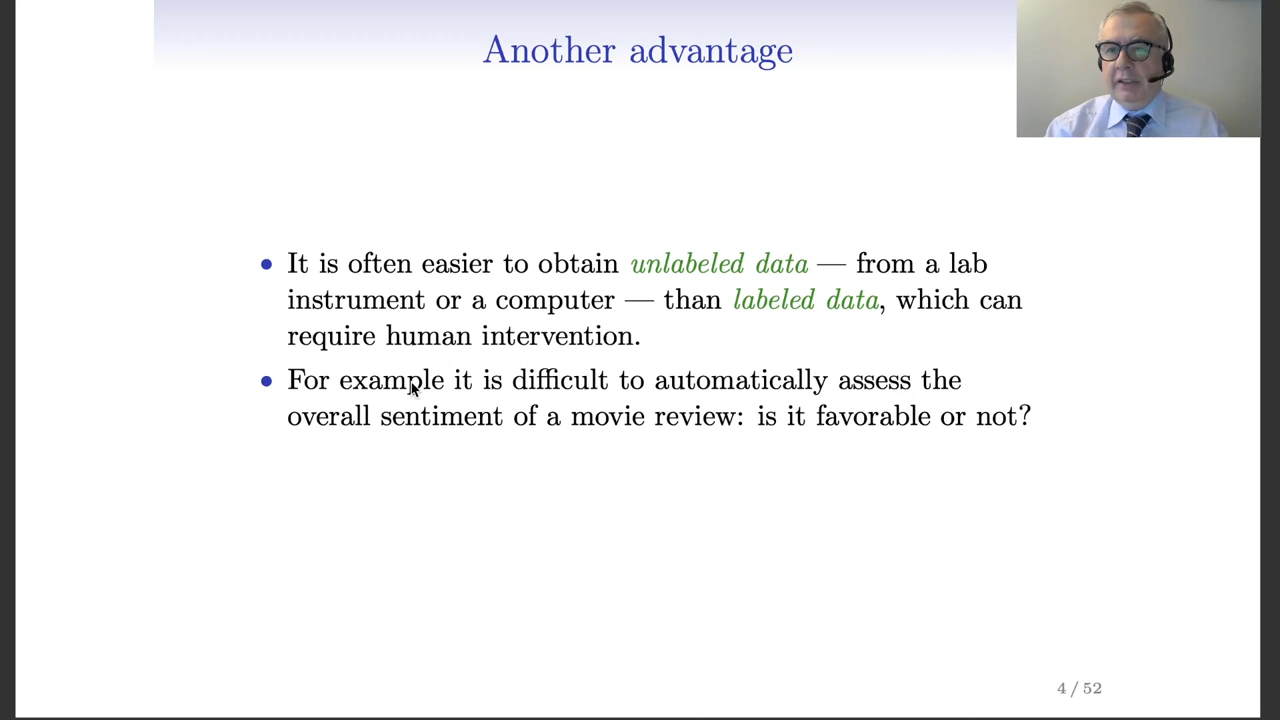 Another advantage
• It is often easier to obtain unlabeled data — from a lab
instrument or a computer — than labeled data, which can
require human intervention.
• For example it is difficult to automatically assess the
overall sentiment of a movie review: is it favorable or not?
4 / 52